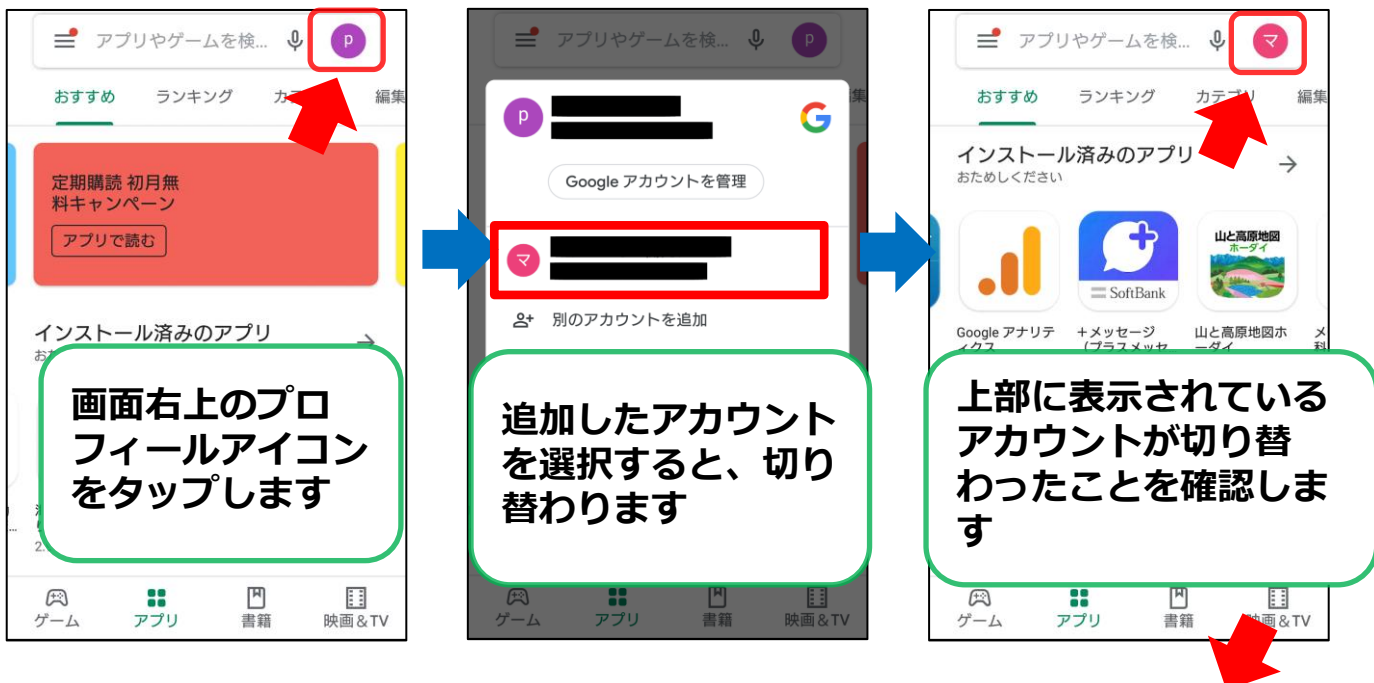 アプリやゲームを検...
p
おすすめ
ランキング
編集
定期購読 初月無
料キャンペーン
アプリで読む
インストール済みのアプリ
画面右上のプロ
フィールアイコン
をタップします
ゲーム
アプリ
書籍
映画&TV
アプリやゲームを検...
p
p
G
Google アカウントを管理
マ
別のアカウントを追加
追加したアカウント
を選択すると、切り
替わります
ゲーム
アプリ
書籍
映画&TV
アプリやゲームを検...
マ
おすすめ
ランキング
カテゴリ
編集
インストール済みのアプリ
おためしください
山と高原地図
ホーダイ
SoftBank
Google アナリテ
ィクス
+メッセージ
（プラスメッセ
山と高原地図ホ
ーダイ
上部に表示されている
アカウントが切り替
わったことを確認しま
す
ゲーム
アプリ
書籍
映画&TV